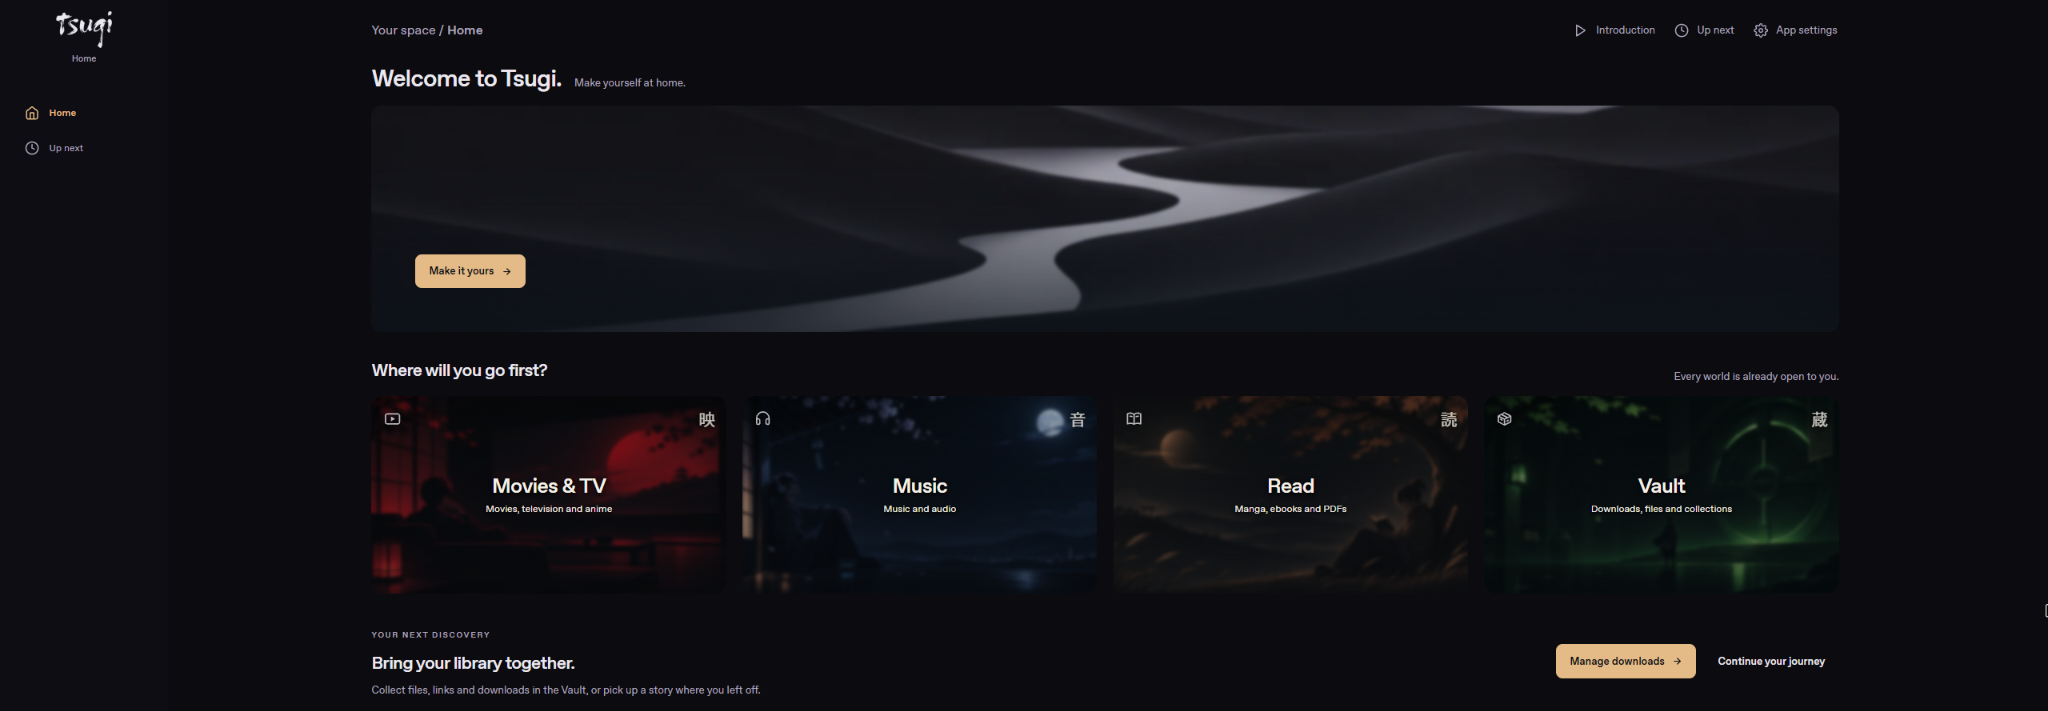 tsugi
Home
Home
Up next
Your space / Home
Introduction
Up next
App settings
Welcome to Tsugi. Make yourself at home.
Make it yours →
Where will you go first?
Every world is already open to you.
映
Movies & TV
Movies, television and anime
音
Music
Music and audio
読
Read
Manga, ebooks and PDFs
蔵
Vault
Downloads, files and collections
YOUR NEXT DISCOVERY
Bring your library together.
Collect files, links and downloads in the Vault, or pick up a story where you left off.
Manage downloads →
Continue your journey